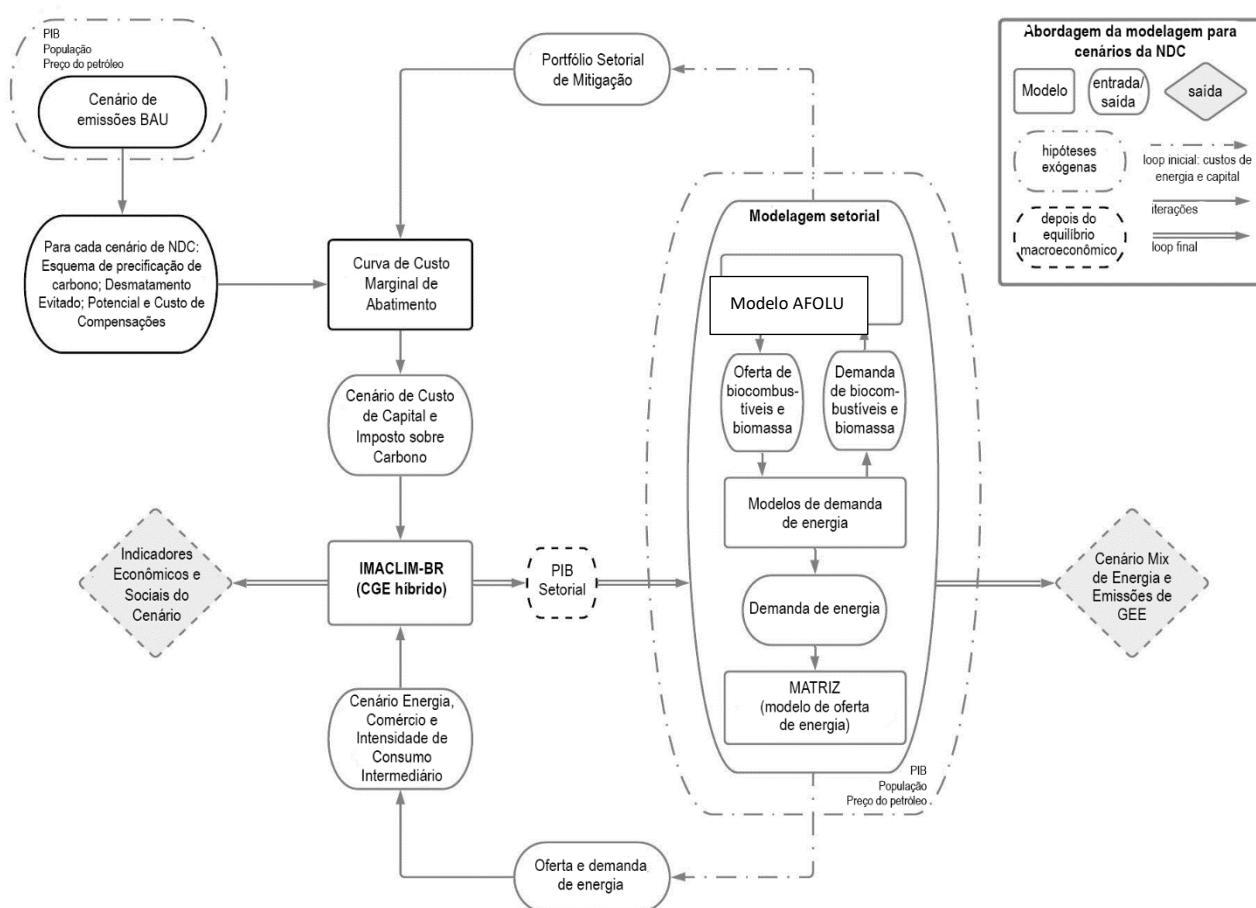 PIB
População
Preço do petróleo
Cenário de
emissões BAU
Para cada cenário de NDC:
Esquema de precificação de
carbono; Desmatamento
Evitado; Potencial e Custo de
Compensações
Portfólio Setorial
de Mitigação
Curva de Custo
Marginal de
Abatimento
Cenário de Custo
de Capital e
Imposto sobre
Carbono
Indicadores
Econômicos e
Sociais do
Cenário
IMACLIM-BR
(CGE híbrido)
PIB
Setorial
Cenário Energia,
Comércio e
Intensidade de
Consumo
Intermediário
Oferta e demanda
de energia
Modelagem setorial
Modelo AFOLU
Oferta de
biocombus-
tíveis e
biomassa
Demanda
de biocom-
bustíveis e
biomassa
Modelos de demanda
de energia
Demanda de energia
MATRIZ
(modelo de oferta
de energia)
PIB
População
Preço do petróleo
Cenário Mix
de Energia e
Emissões de
GEE
Abordagem da modelagem para
cenários da NDC
Modelo
entrada/
saída
saída
hipóteses
exógenas
loop inicial: custos de
energia e capital
iterações
depois do
equilíbrio
macroeconômico
loop final